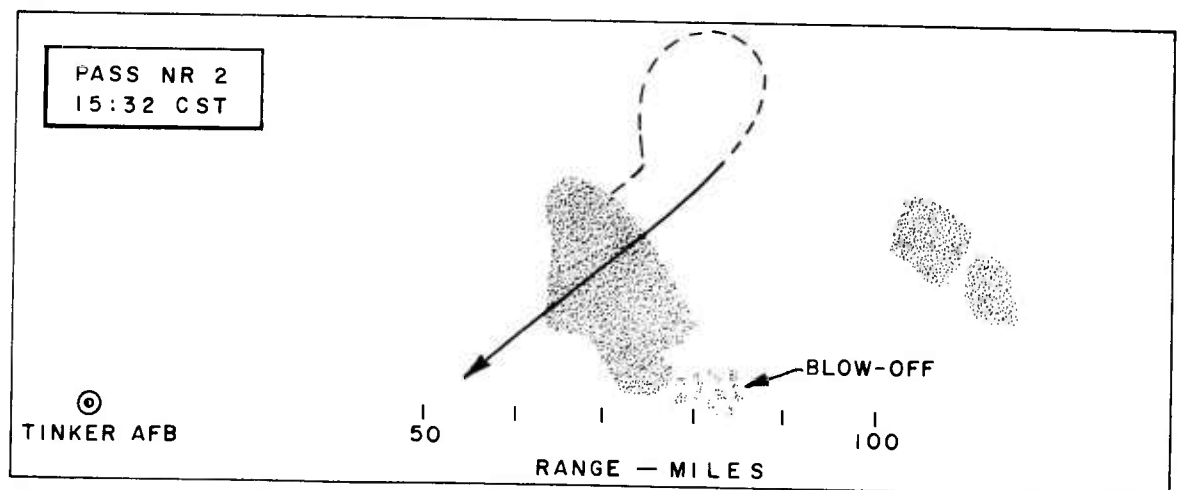 PASS NR 2
15:32 CST
BLOW-OFF
TINKER AFB
50
100
RANGE — MILES